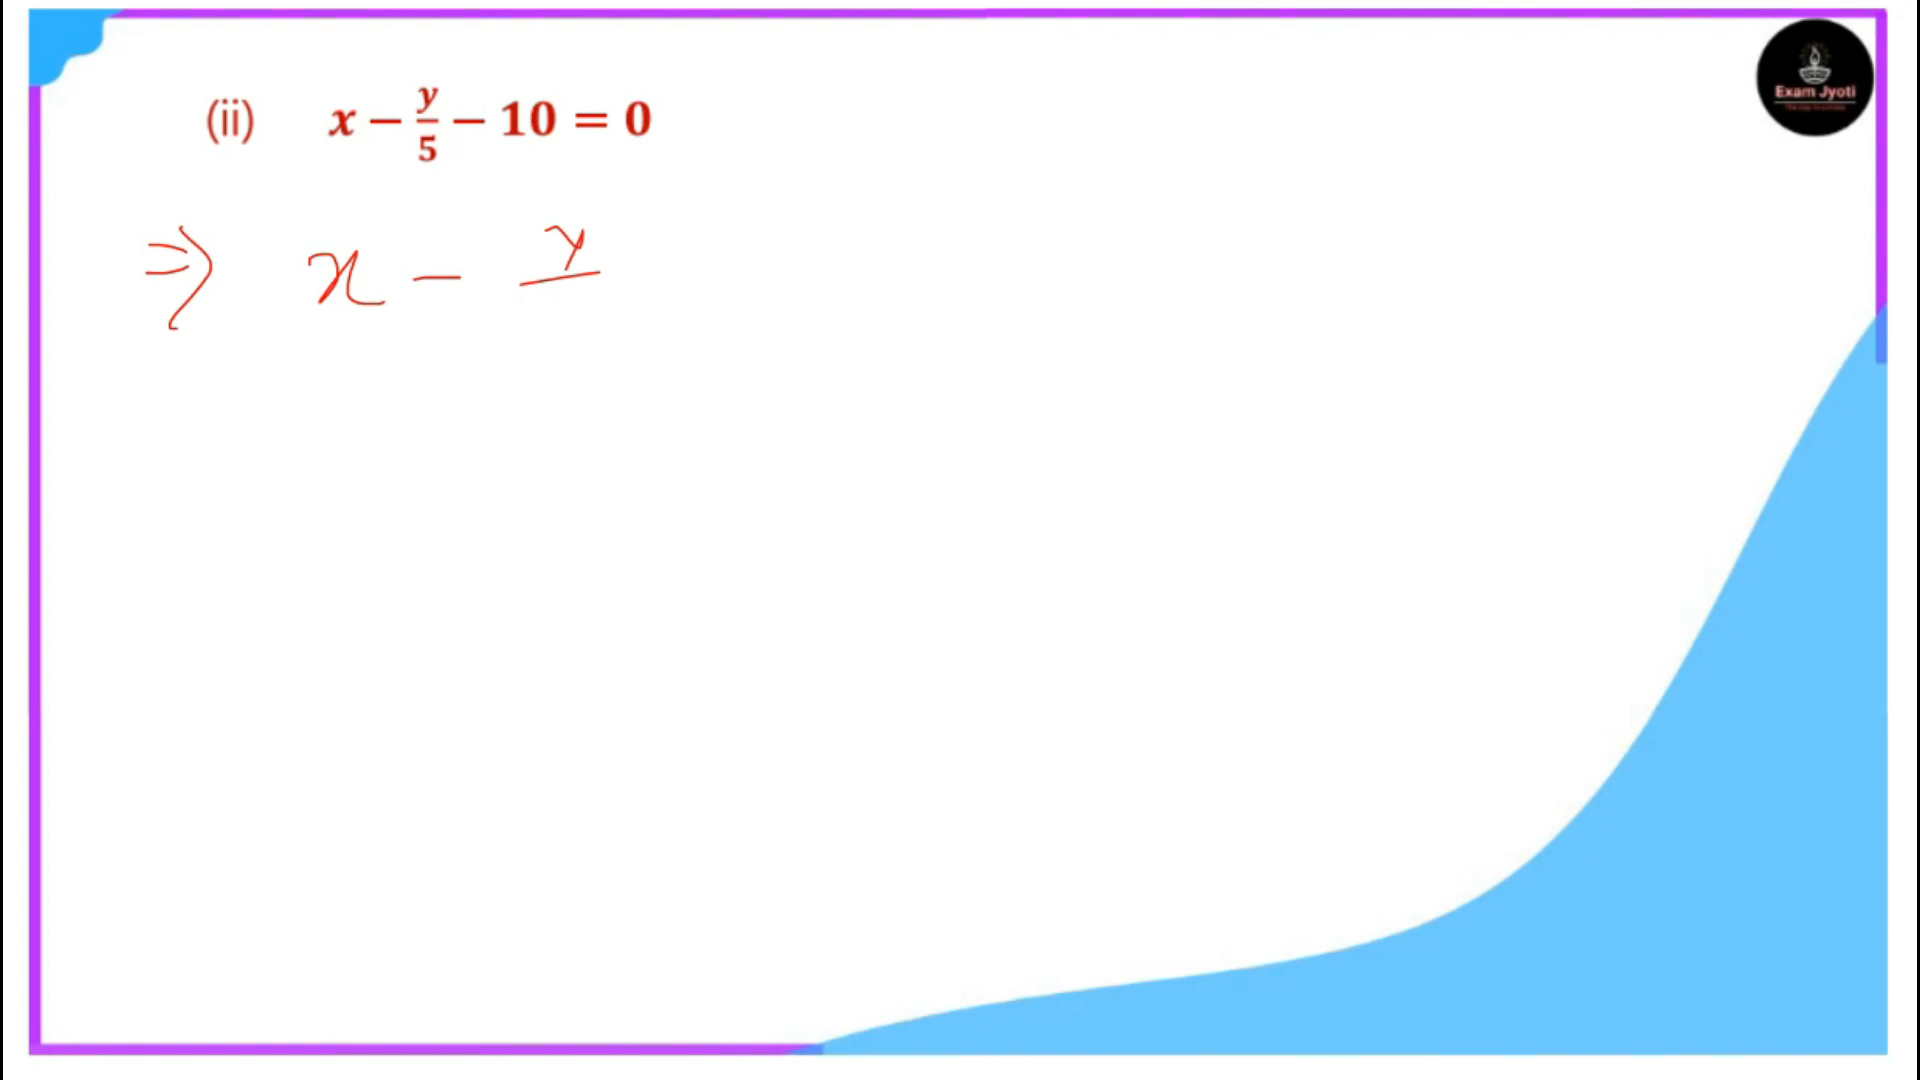 (ii) x − y/5 − 10 = 0
Exam Jyoti
⇒ x − y/